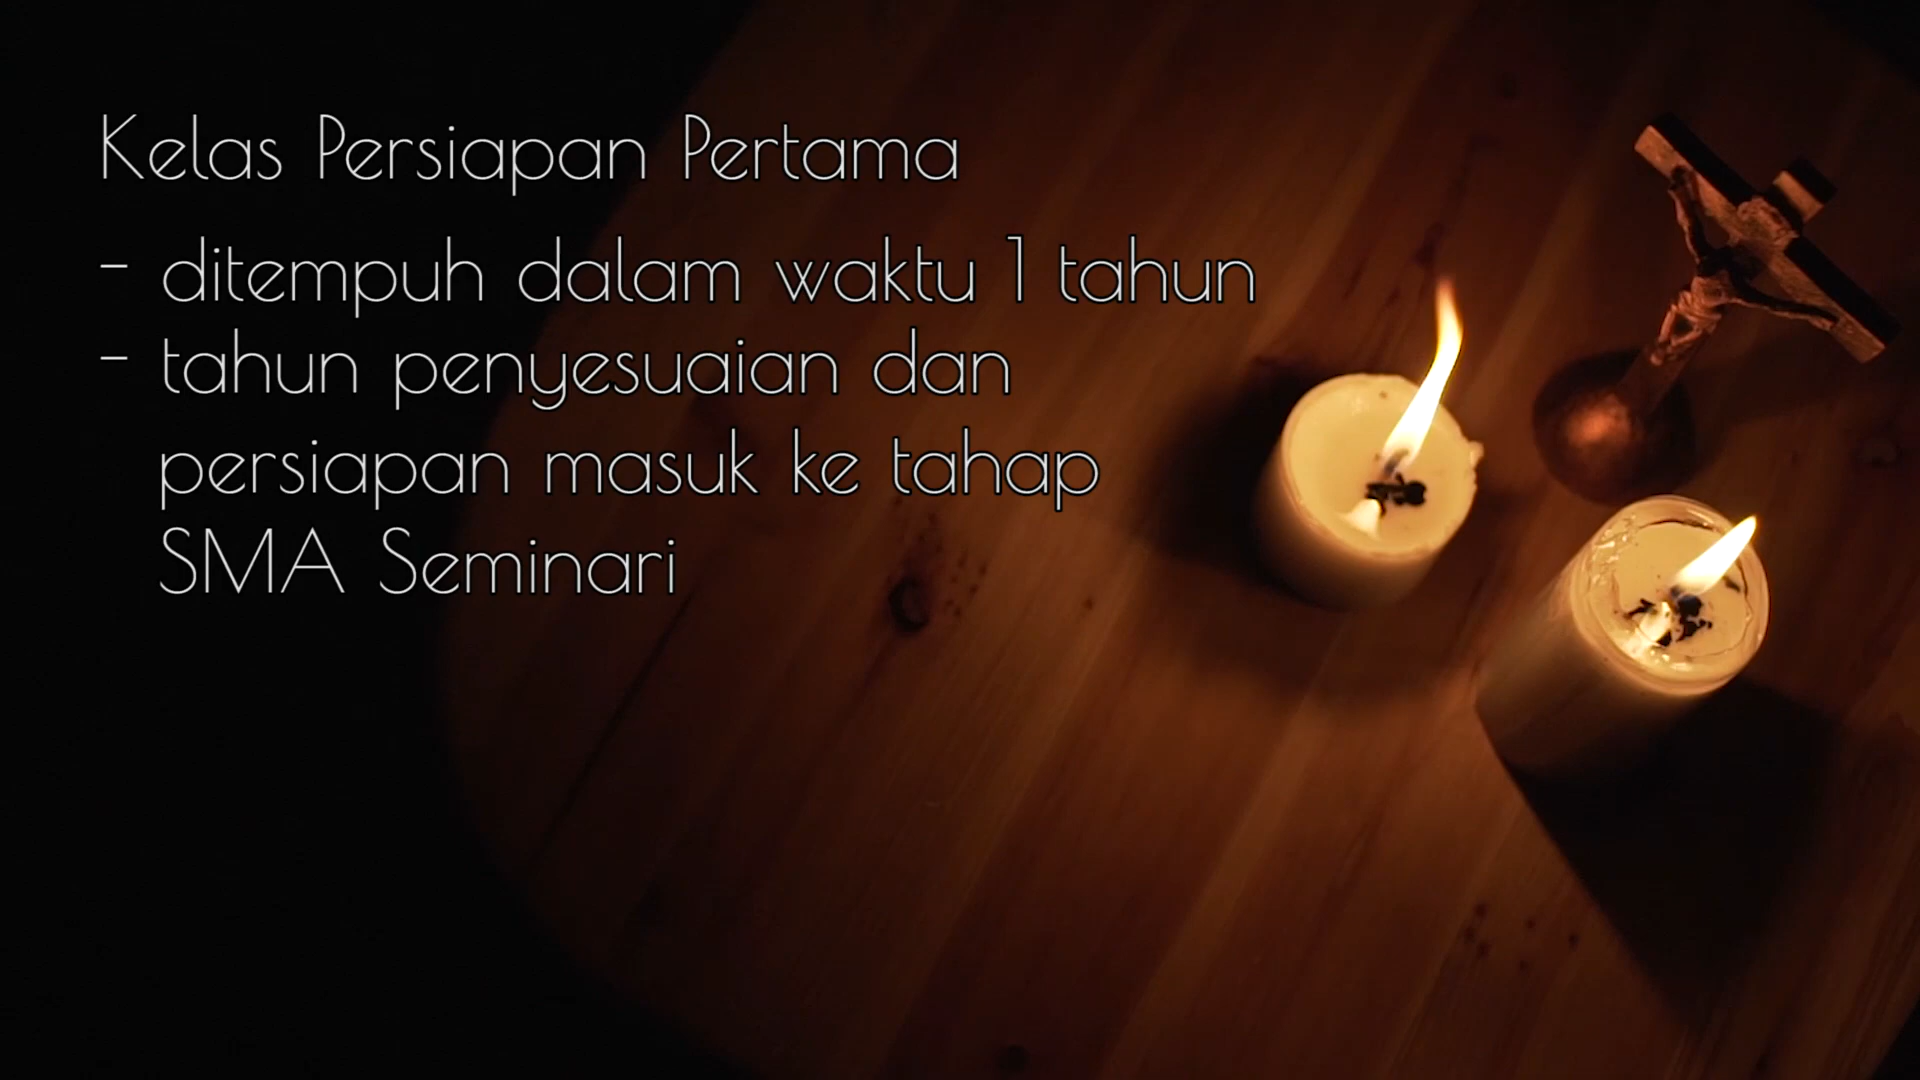 Kelas Persiapan Pertama
- ditempuh dalam waktu 1 tahun
- tahun penyesuaian dan
persiapan masuk ke tahap
SMA Seminari